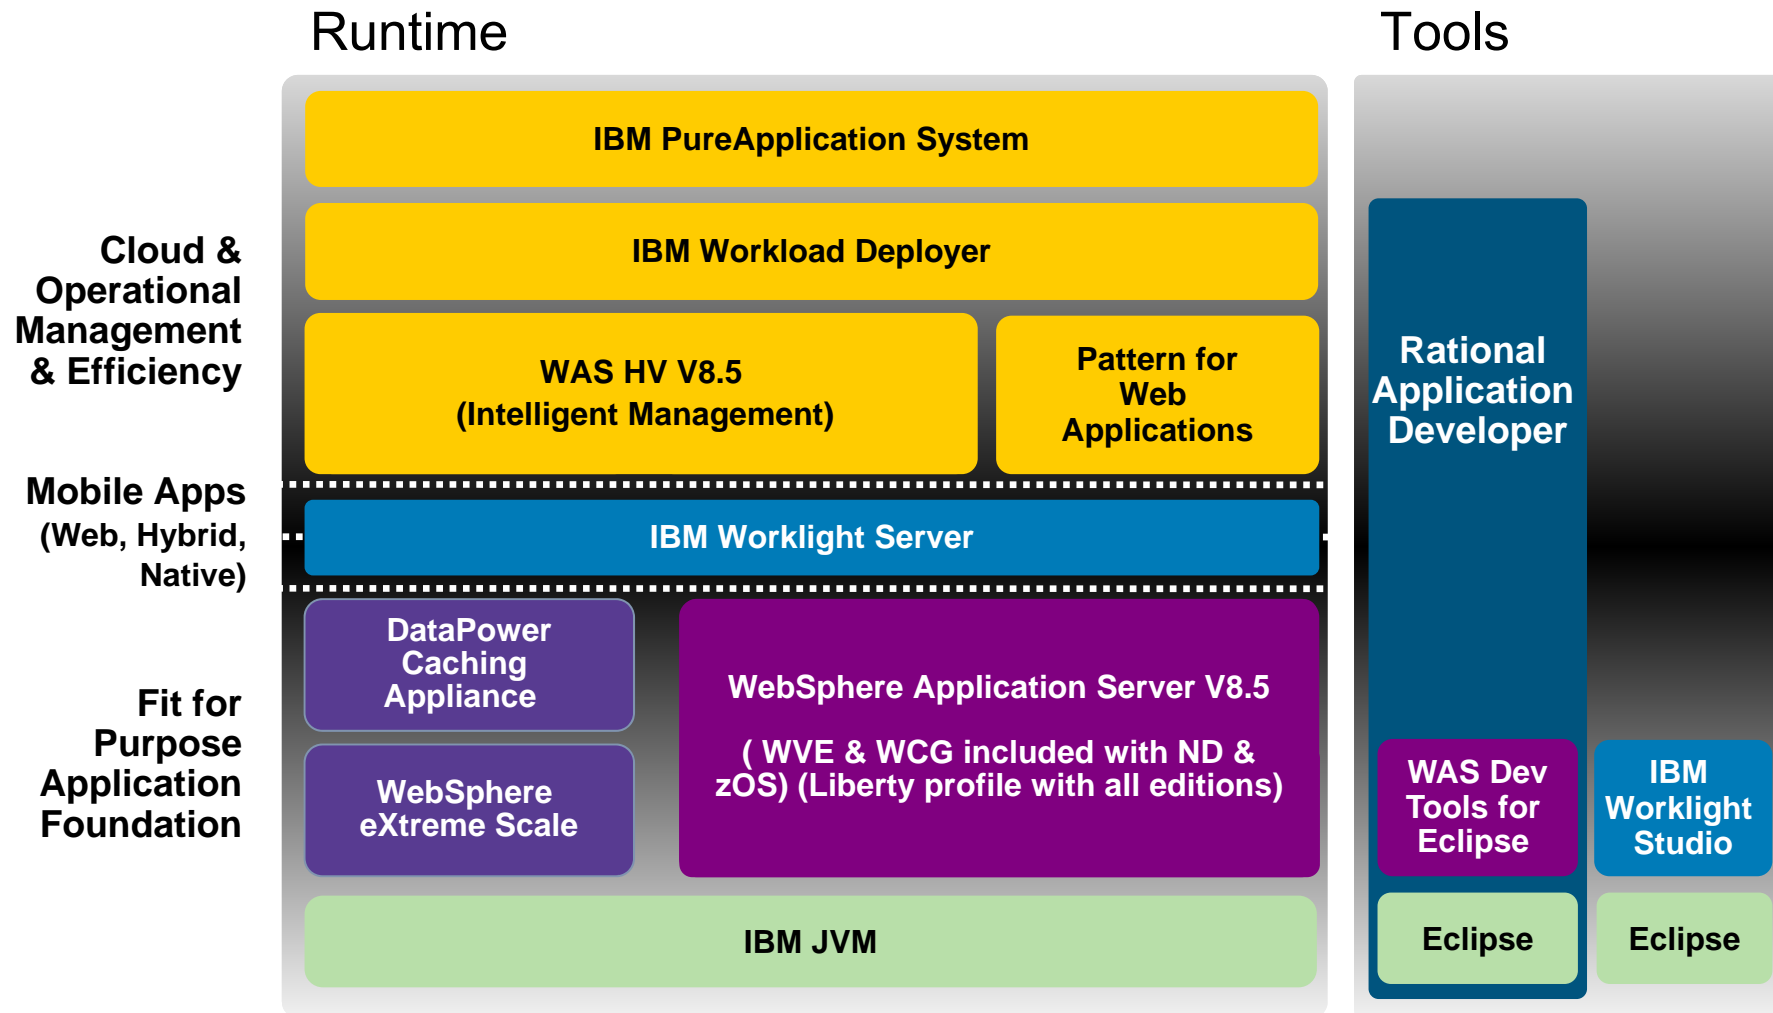 Runtime
Tools
IBM PureApplication System
IBM Workload Deployer
Cloud &
Operational
Management
& Efficiency
WAS HV V8.5
(Intelligent Management)
Pattern for
Web
Applications
Rational
Application
Developer
Mobile Apps
(Web, Hybrid,
Native)
IBM Worklight Server
Fit for
Purpose
Application
Foundation
DataPower
Caching
Appliance
WebSphere
eXtreme Scale
WebSphere Application Server V8.5
( WVE & WCG included with ND &
zOS) (Liberty profile with all editions)
WAS Dev
Tools for
Eclipse
IBM
Worklight
Studio
IBM JVM
Eclipse
Eclipse